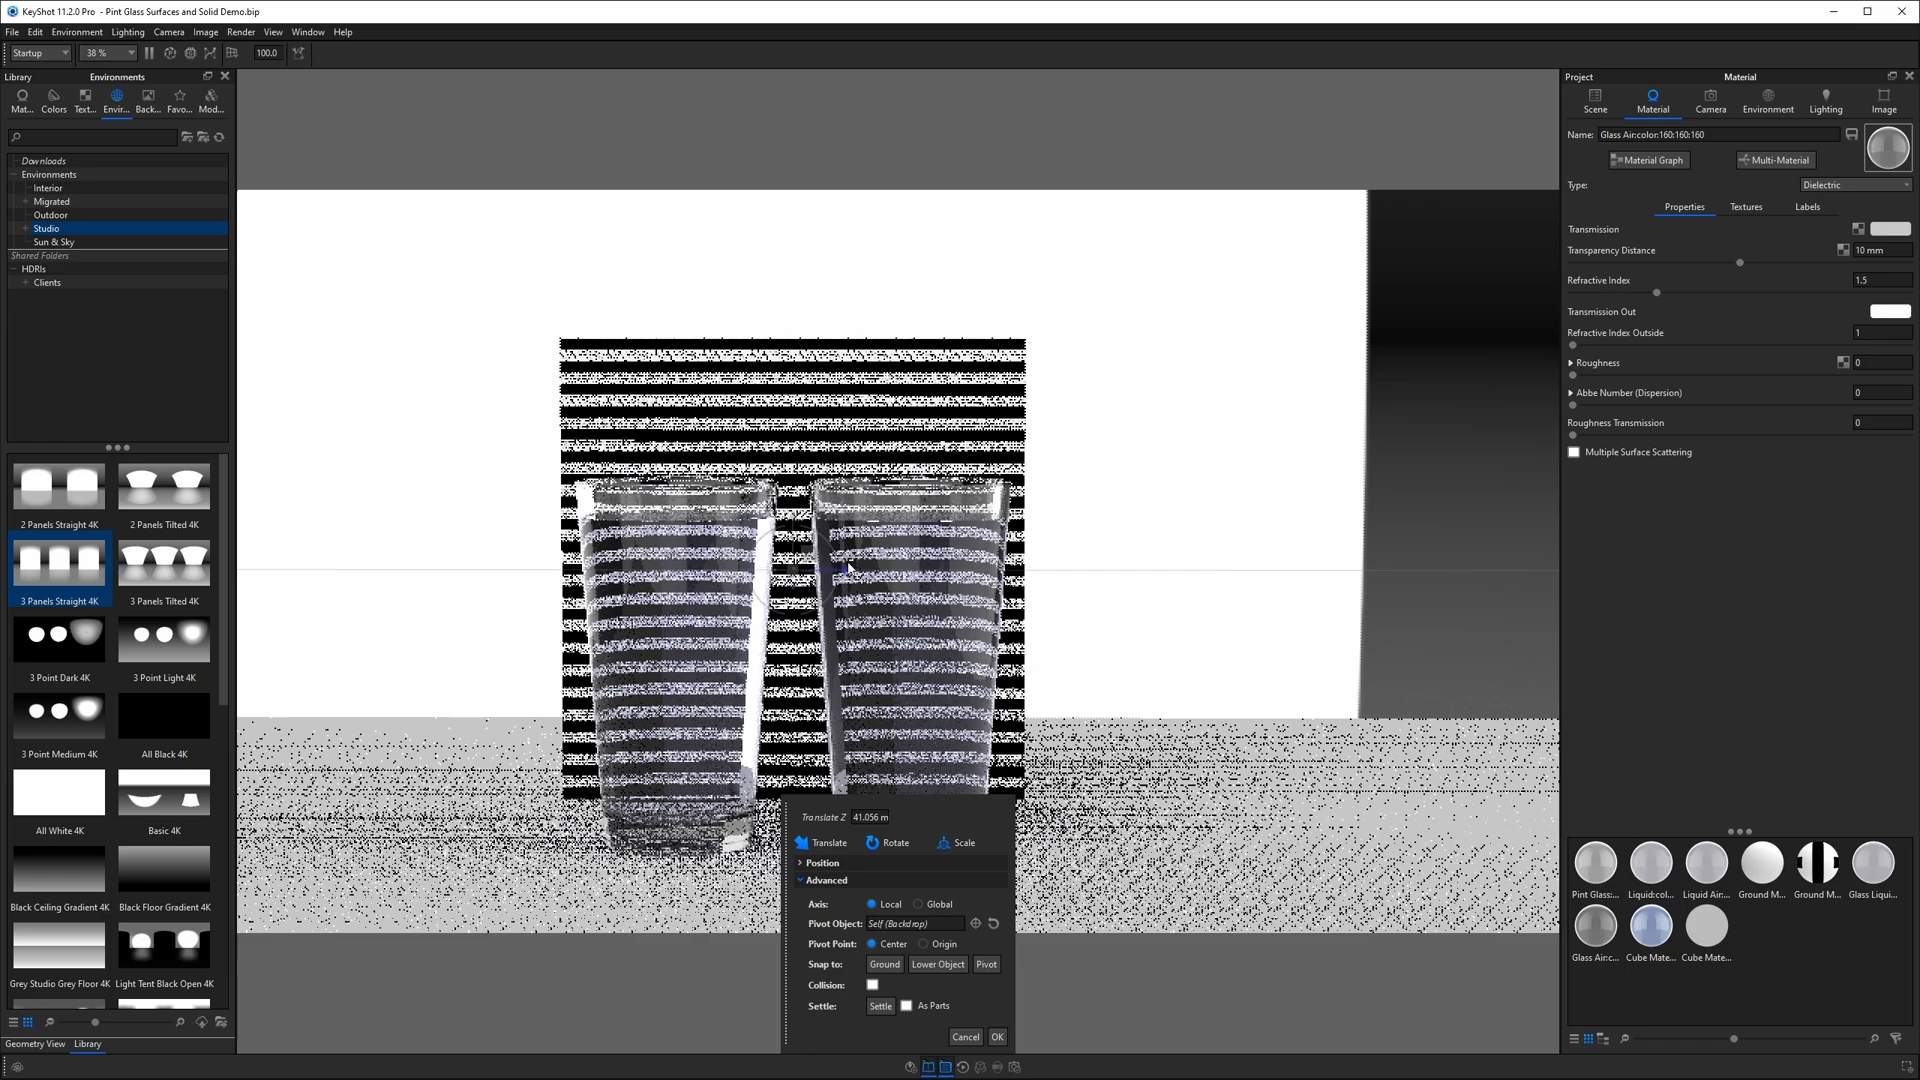 KeyShot 11.2.0 Pro  - Pint Glass Surfaces and Solid Demo.bip
File Edit Environment Lighting Camera Image Render View Window Help
Startup 38 % 100.0
Library Environments
Mat... Colors Text... Envir... Back... Favo... Mod...
Downloads
Environments
Interior
Migrated
Outdoor
Studio
Sun & Sky
Shared Folders
HDRIs
Clients
2 Panels Straight 4K 2 Panels Tilted 4K
3 Panels Straight 4K 3 Panels Tilted 4K
3 Point Dark 4K 3 Point Light 4K
3 Point Medium 4K All Black 4K
All White 4K Basic 4K
Black Ceiling Gradient 4K Black Floor Gradient 4K
Grey Studio Grey Floor 4K Light Tent Black Open 4K
Geometry View Library
Translate Z 41.056 m
Translate Rotate Scale
Position
Advanced
Axis: Local Global
Pivot Object: Self (Backdrop)
Pivot Point: Center Origin
Snap to: Ground Lower Object Pivot
Collision:
Settle: Settle As Parts
Cancel OK
Project Material
Scene Material Camera Environment Lighting Image
Name: Glass Air:color:160:160:160
Material Graph Multi-Material
Type: Dielectric
Properties Textures Labels
Transmission
Transparency Distance 10 mm
Refractive Index 1.5
Transmission Out
Refractive Index Outside 1
Roughness 0
Abbe Number (Dispersion) 0
Roughness Transmission 0
Multiple Surface Scattering
Pint Glass:... Liquid:col... Liquid Air:... Ground M... Ground M... Glass Liqui...
Glass Air:c... Cube Mate... Cube Mate...